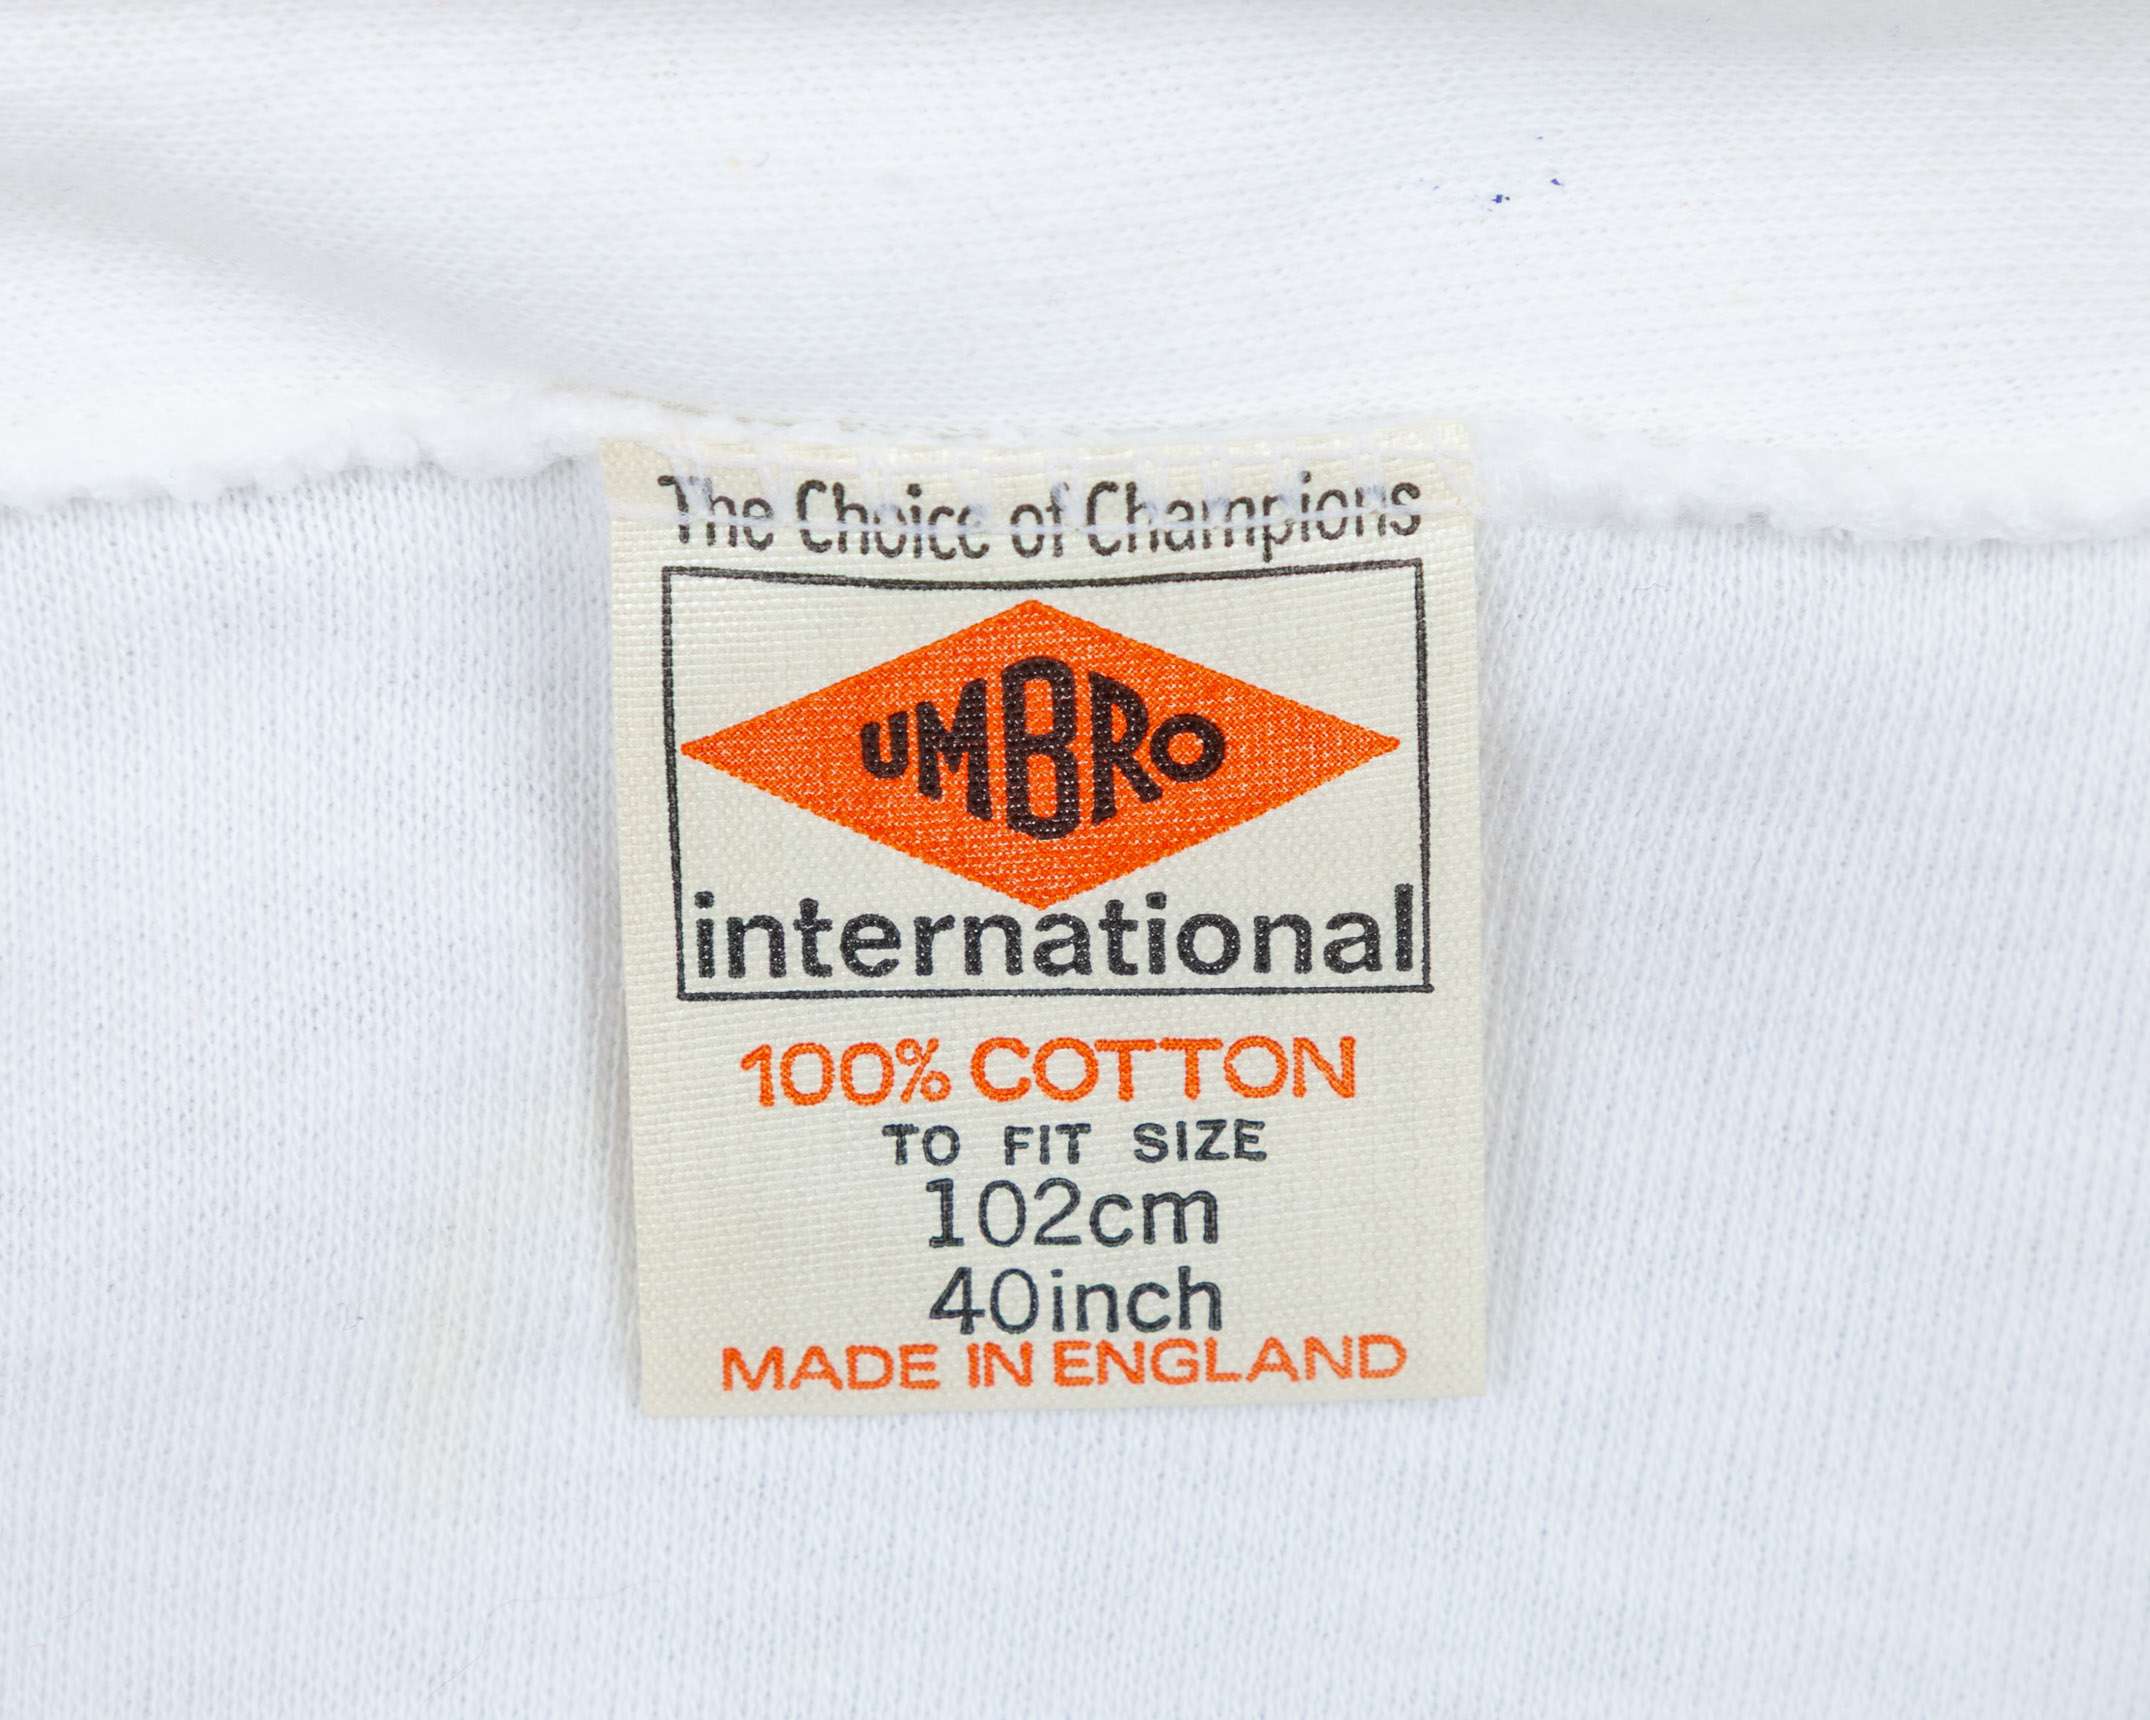 The Choice of Champions
UMBRO
international
100% COTTON
TO FIT SIZE
102cm
40inch
MADE IN ENGLAND